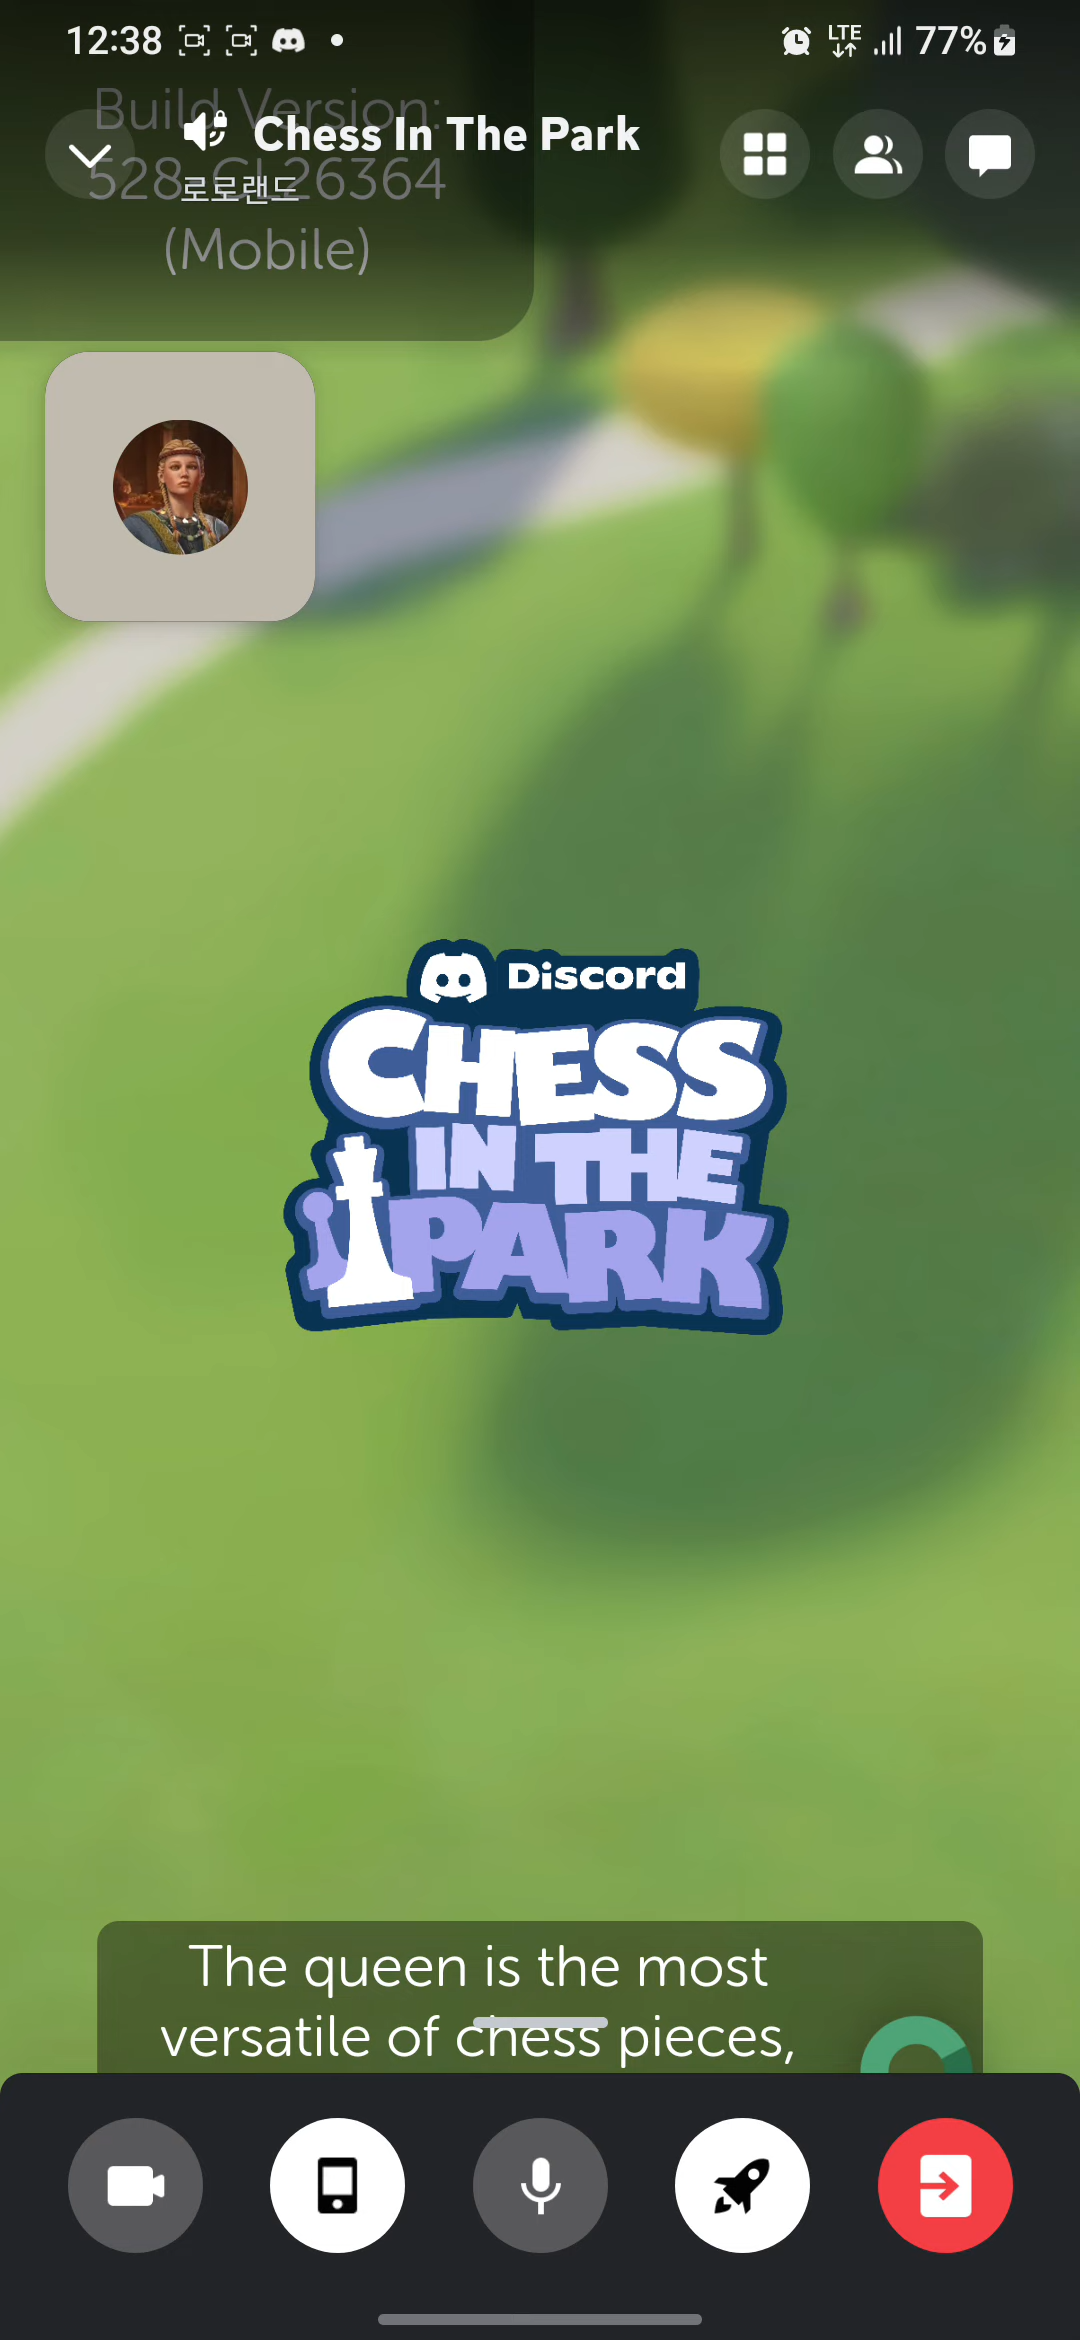 12:38
LTE
77%
Build Version:
528-CL26364
(Mobile)
Chess In The Park
로로랜드
Discord
CHESS
IN THE
PARK
The queen is the most
versatile of chess pieces,